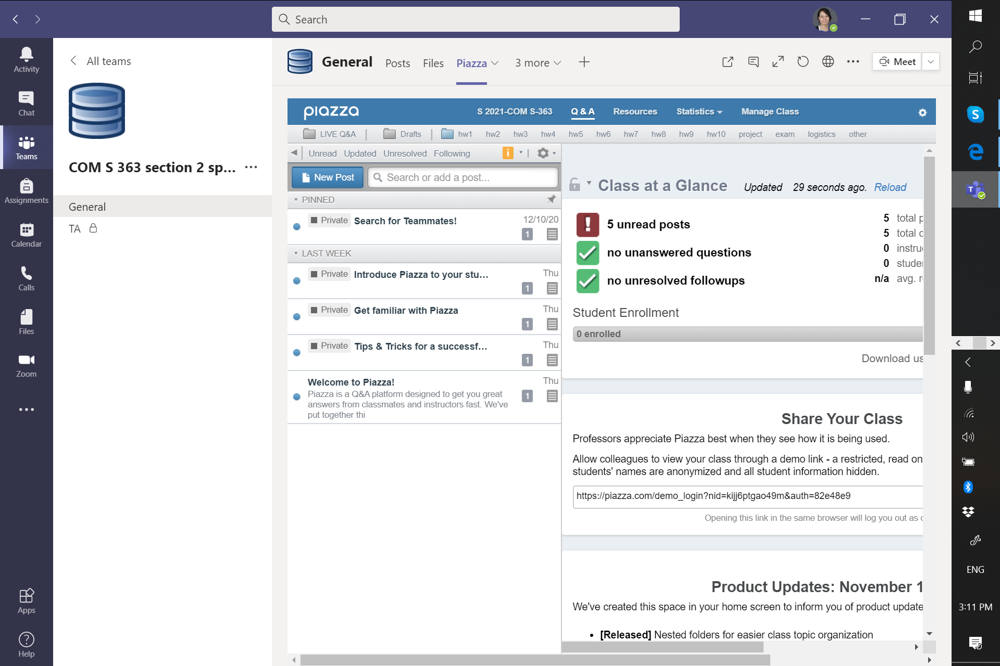 Search
Activity
Chat
Teams
Assignments
Calendar
Calls
Files
Zoom
Apps
Help
All teams
COM S 363 section 2 sp...
General
TA
General Posts Files Piazza 3 more Meet
piazza S 2021-COM S-363 Q & A Resources Statistics Manage Class
LIVE Q&A | Drafts | hw1 hw2 hw3 hw4 hw5 hw6 hw7 hw8 hw9 hw10 project exam logistics other
Unread Updated Unresolved Following i |
New Post Search or add a post...
PINNED
Private Search for Teammates! 12/10/20
1
LAST WEEK
Private Introduce Piazza to your stu... Thu
1
Private Get familiar with Piazza Thu
1
Private Tips & Tricks for a successf... Thu
1
Welcome to Piazza! Thu
Piazza is a Q&A platform designed to get you great
answers from classmates and instructors fast. We've
put together thi
1
Class at a Glance Updated 29 seconds ago. Reload
5 unread posts
no unanswered questions
no unresolved followups
5 total p
5 total c
0 instru
0 studen
n/a avg. r
Student Enrollment
0 enrolled
Download us
Share Your Class
Professors appreciate Piazza best when they see how it is being used.
Allow colleagues to view your class through a demo link - a restricted, read on
students' names are anonymized and all student information hidden.
https://piazza.com/demo_login?nid=kijj6ptgao49m&auth=82e48e9
Opening this link in the same browser will log you out as
Product Updates: November 1
We've created this space in your home screen to inform you of product update
• [Released] Nested folders for easier class topic organization
ENG
3:11 PM